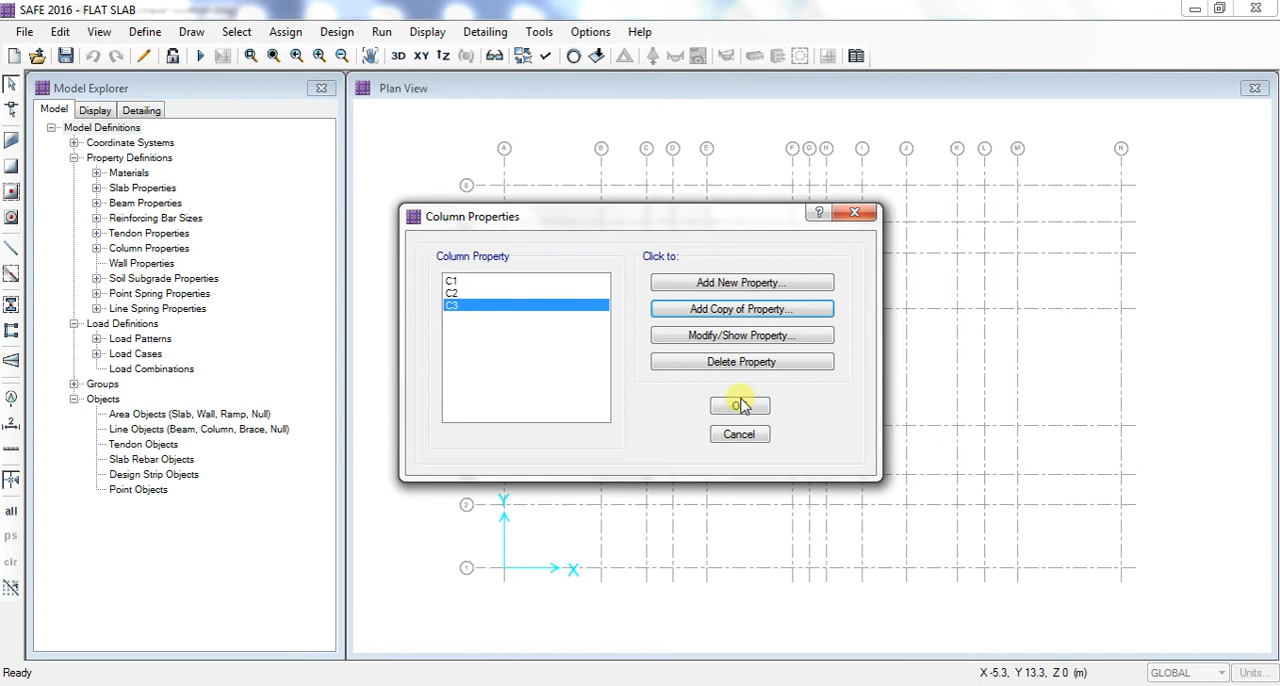 SAFE 2016 - FLAT SLAB
File Edit View Define Draw Select Assign Design Run Display Detailing Tools Options Help
3D XY
Model Explorer
Model Display Detailing
Model Definitions
Coordinate Systems
Property Definitions
Materials
Slab Properties
Beam Properties
Reinforcing Bar Sizes
Tendon Properties
Column Properties
Wall Properties
Soil Subgrade Properties
Point Spring Properties
Line Spring Properties
Load Definitions
Load Patterns
Load Cases
Load Combinations
Groups
Objects
Area Objects (Slab, Wall, Ramp, Null)
Line Objects (Beam, Column, Brace, Null)
Tendon Objects
Slab Rebar Objects
Design Strip Objects
Point Objects
all
ps
clr
Plan View
A B C D E F G H I J K L M N
8
2
1
Y
X
Column Properties
Column Property
C1
C2
C3
Click to:
Add New Property...
Add Copy of Property...
Modify/Show Property...
Delete Property
Cancel
Ready
X -5.3, Y 13.3, Z 0 (m)
GLOBAL
Units...